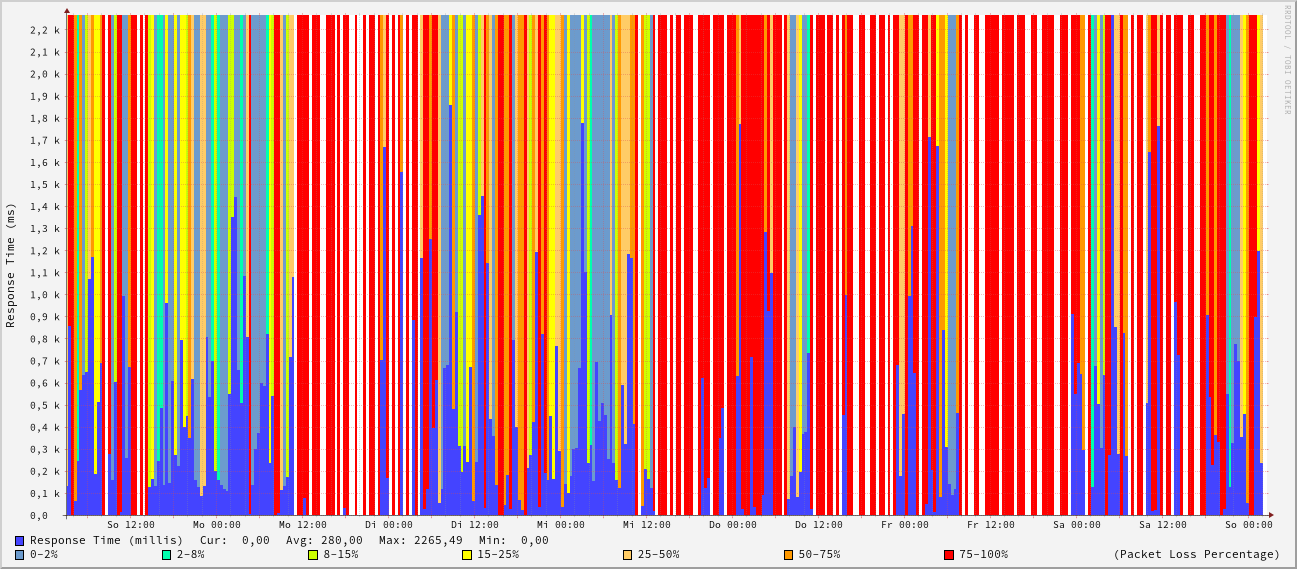 RRDTOOL / TOBI OETIKER
Response Time (ms)
2,2 k
2,1 k
2,0 k
1,9 k
1,8 k
1,7 k
1,6 k
1,5 k
1,4 k
1,3 k
1,2 k
1,1 k
1,0 k
0,9 k
0,8 k
0,7 k
0,6 k
0,5 k
0,4 k
0,3 k
0,2 k
0,1 k
0,0
So 12:00 Mo 00:00 Mo 12:00 Di 00:00 Di 12:00 Mi 00:00 Mi 12:00 Do 00:00 Do 12:00 Fr 00:00 Fr 12:00 Sa 00:00 Sa 12:00 So 00:00
Response Time (millis) Cur: 0,00 Avg: 280,00 Max: 2265,49 Min: 0,00
0-2% 2-8% 8-15% 15-25% 25-50% 50-75% 75-100% (Packet Loss Percentage)